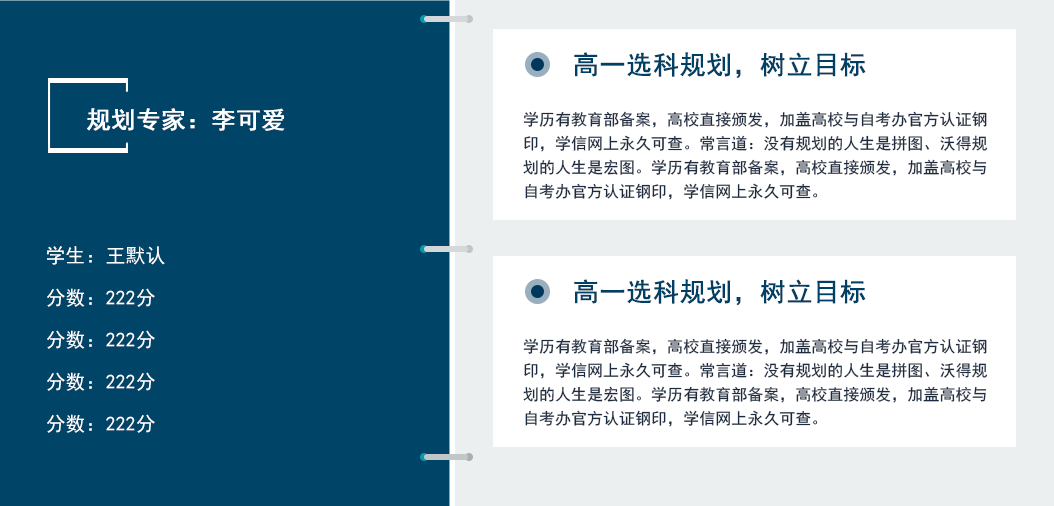 规划专家：李可爱
学生：王默认
分数：222分
分数：222分
分数：222分
分数：222分
高一选科规划，树立目标
学历有教育部备案，高校直接颁发，加盖高校与自考办官方认证钢
印，学信网上永久可查。常言道：没有规划的人生是拼图、沃得规
划的人生是宏图。学历有教育部备案，高校直接颁发，加盖高校与
自考办官方认证钢印，学信网上永久可查。
高一选科规划，树立目标
学历有教育部备案，高校直接颁发，加盖高校与自考办官方认证钢
印，学信网上永久可查。常言道：没有规划的人生是拼图、沃得规
划的人生是宏图。学历有教育部备案，高校直接颁发，加盖高校与
自考办官方认证钢印，学信网上永久可查。